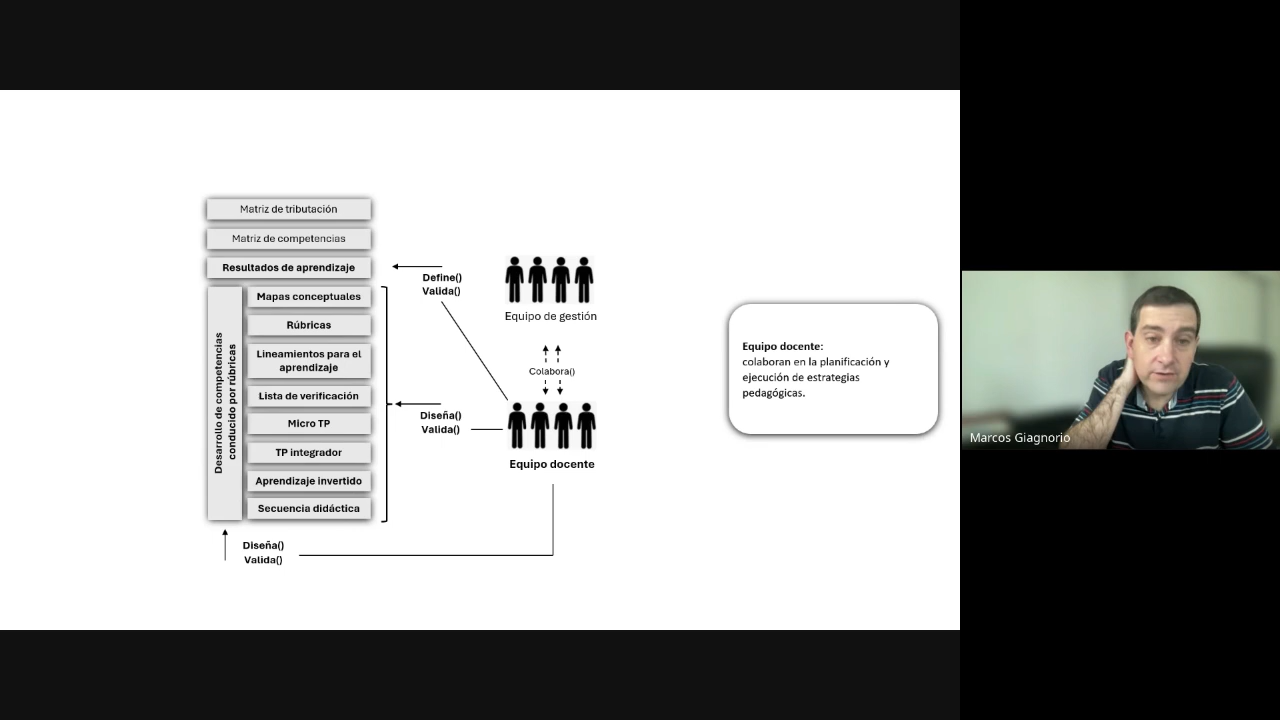 Matriz de tributación
Matriz de competencias
Resultados de aprendizaje
Desarrollo de competencias
conducido por rúbricas
Mapas conceptuales
Rúbricas
Lineamientos para el
aprendizaje
Lista de verificación
Micro TP
TP integrador
Aprendizaje invertido
Secuencia didáctica
Diseña()
Valida()
Define()
Valida()
Diseña()
Valida()
Equipo de gestión
Colabora()
Equipo docente
Equipo docente:
colaboran en la planificación y
ejecución de estrategias
pedagógicas.
Marcos Giagnorio